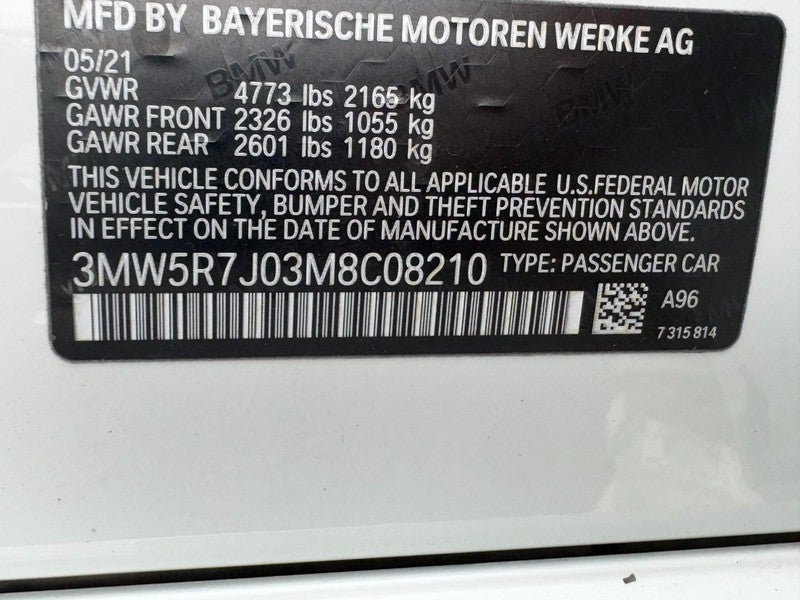 MFD BY BAYERISCHE MOTOREN WERKE AG
05/21
GVWR 4773 lbs 2165 kg
GAWR FRONT 2326 lbs 1055 kg
GAWR REAR 2601 lbs 1180 kg
THIS VEHICLE CONFORMS TO ALL APPLICABLE U.S.FEDERAL MOTOR
VEHICLE SAFETY, BUMPER AND THEFT PREVENTION STANDARDS
IN EFFECT ON THE DATE OF MANUFACTURE SHOWN ABOVE.
3MW5R7J03M8C08210 TYPE: PASSENGER CAR
A96
7 315 814